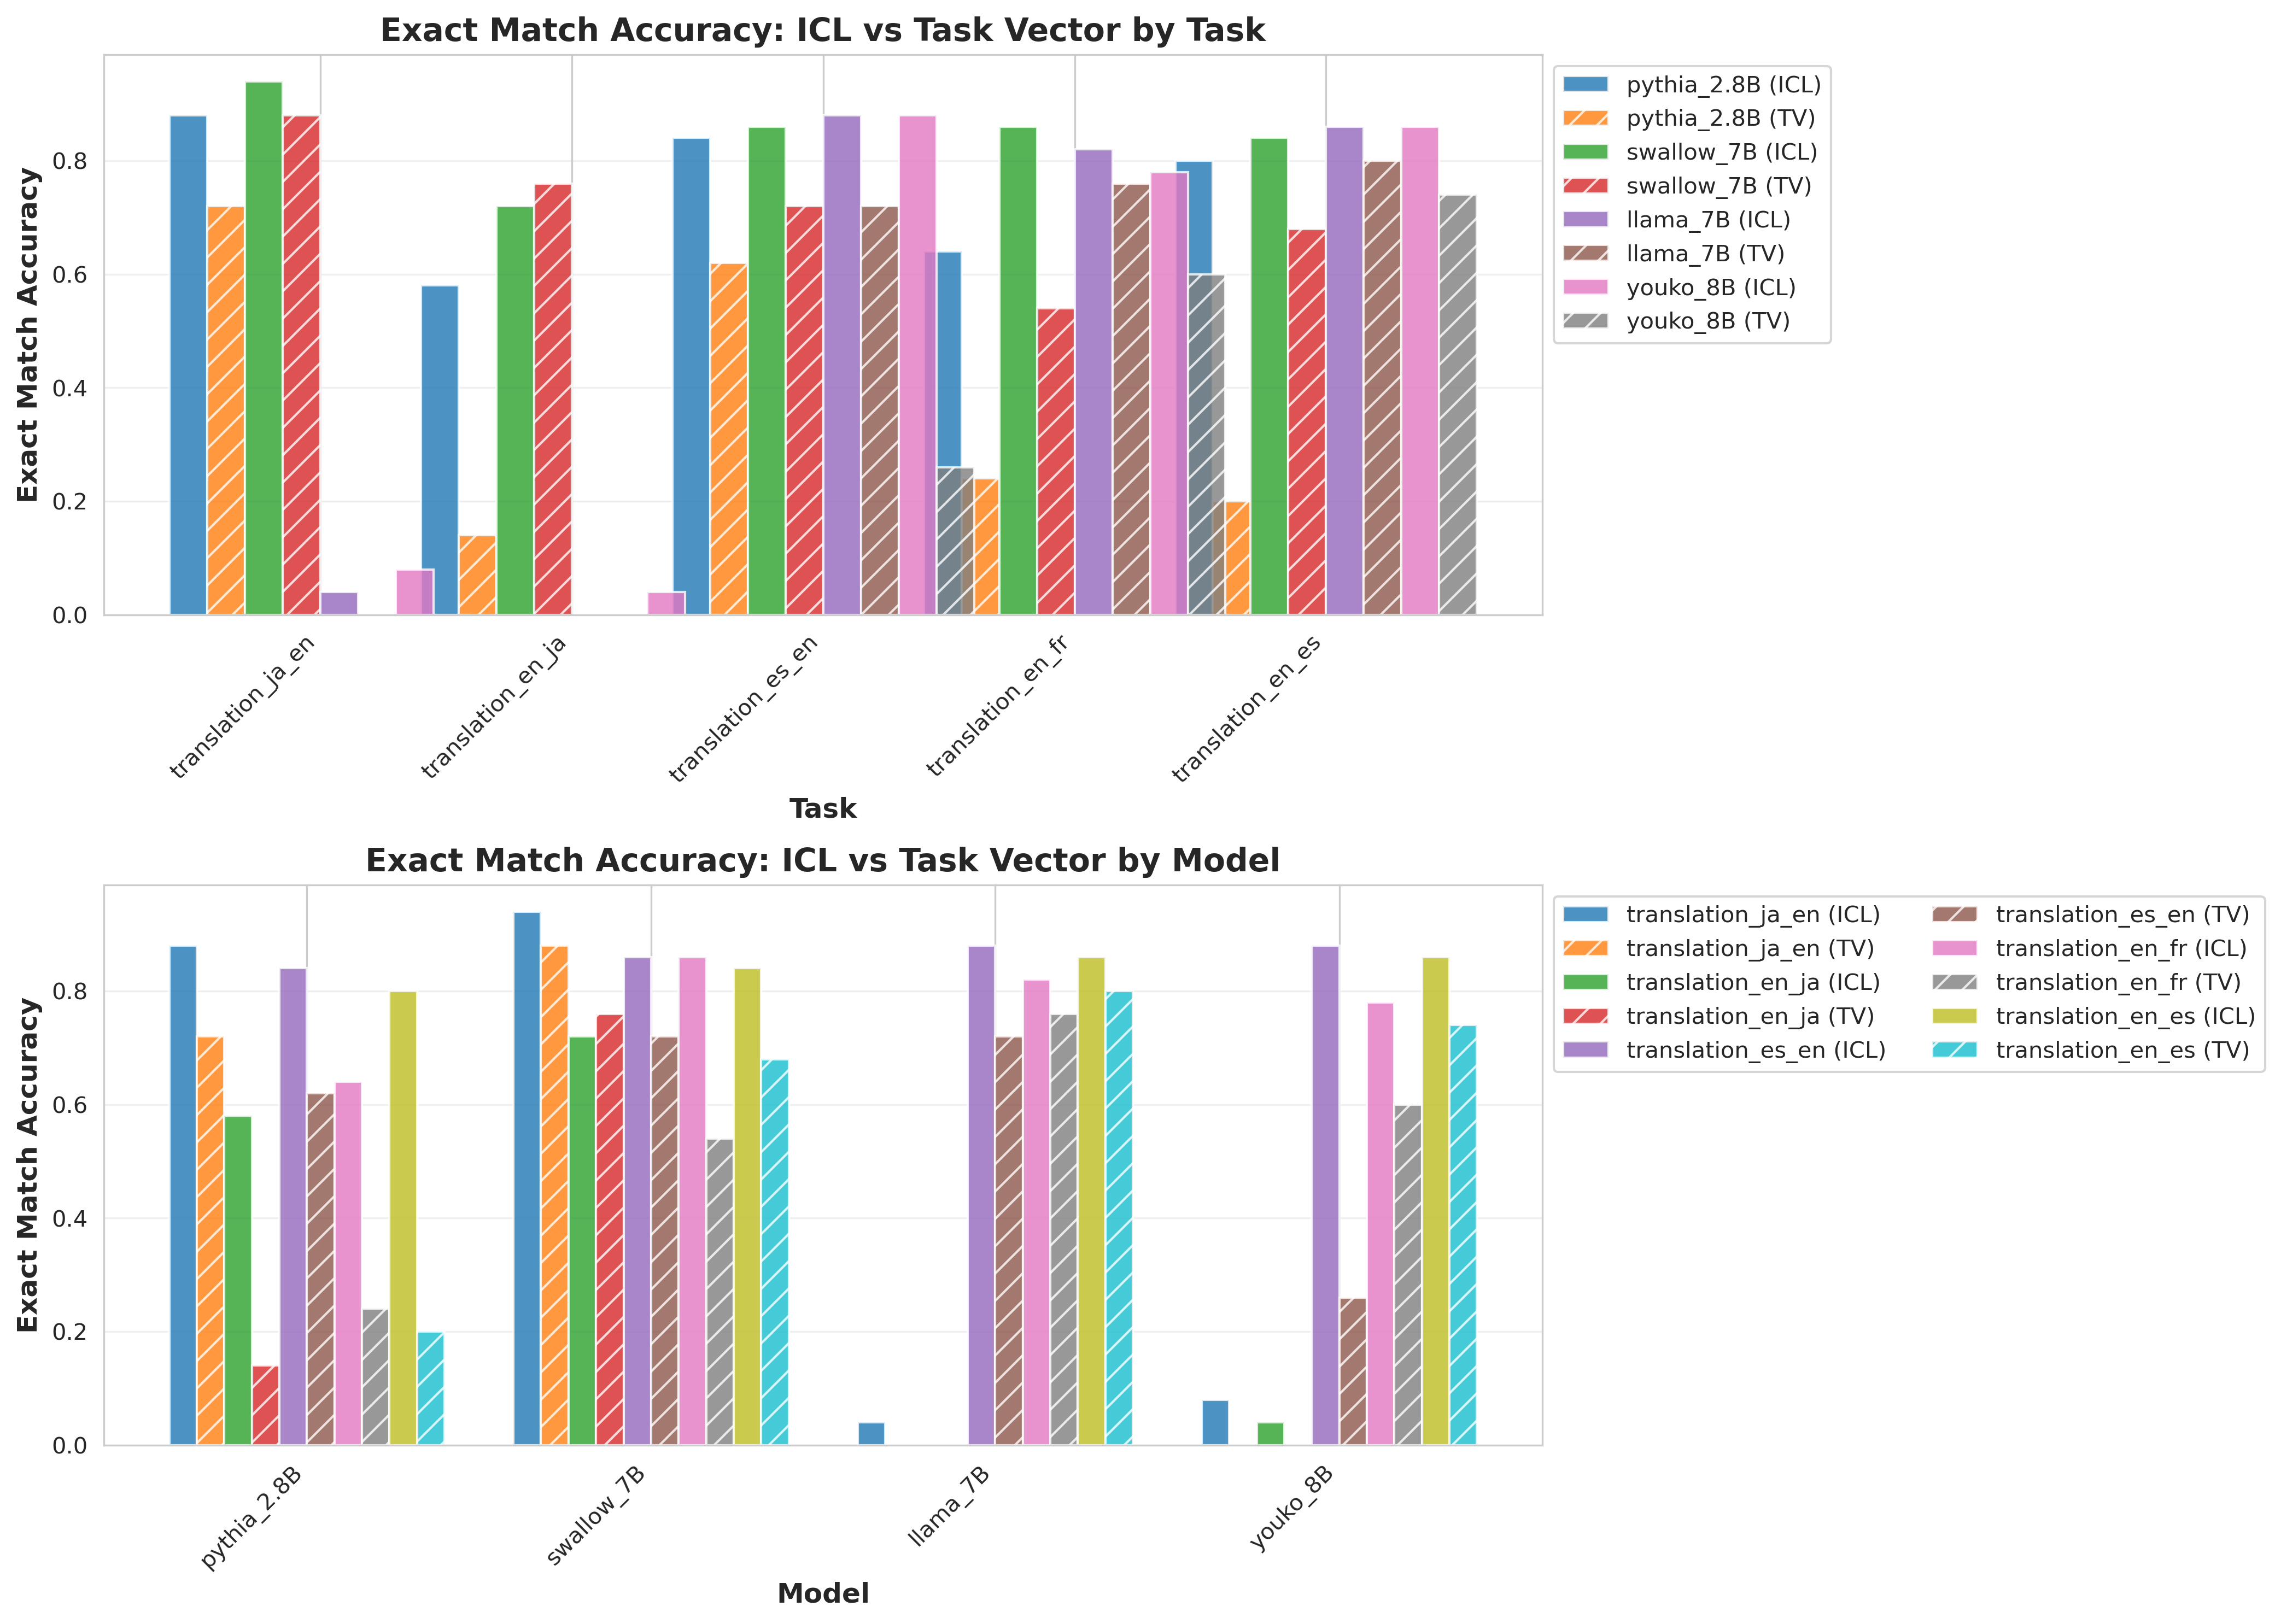 Exact Match Accuracy: ICL vs Task Vector by Task
Exact Match Accuracy
0.8
0.6
0.4
0.2
0.0
translation_ja_en
translation_en_ja
translation_es_en
translation_en_fr
translation_en_es
Task
pythia_2.8B (ICL)
pythia_2.8B (TV)
swallow_7B (ICL)
swallow_7B (TV)
llama_7B (ICL)
llama_7B (TV)
youko_8B (ICL)
youko_8B (TV)
Exact Match Accuracy: ICL vs Task Vector by Model
Exact Match Accuracy
0.8
0.6
0.4
0.2
0.0
pythia_2.8B
swallow_7B
llama_7B
youko_8B
Model
translation_ja_en (ICL)
translation_ja_en (TV)
translation_en_ja (ICL)
translation_en_ja (TV)
translation_es_en (ICL)
translation_es_en (TV)
translation_en_fr (ICL)
translation_en_fr (TV)
translation_en_es (ICL)
translation_en_es (TV)